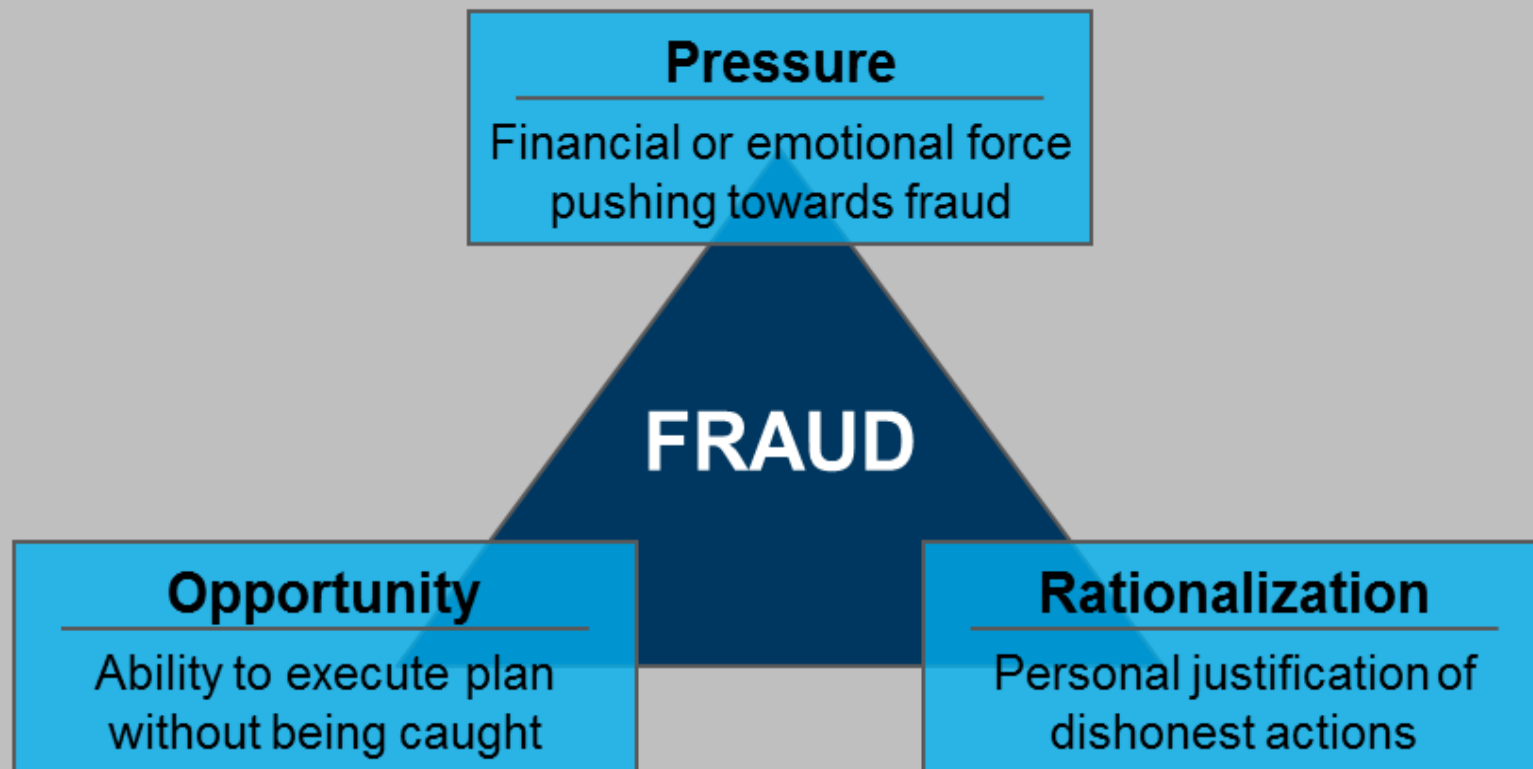 Pressure
Financial or emotional force
pushing towards fraud
FRAUD
Opportunity
Ability to execute plan
without being caught
Rationalization
Personal justification of
dishonest actions